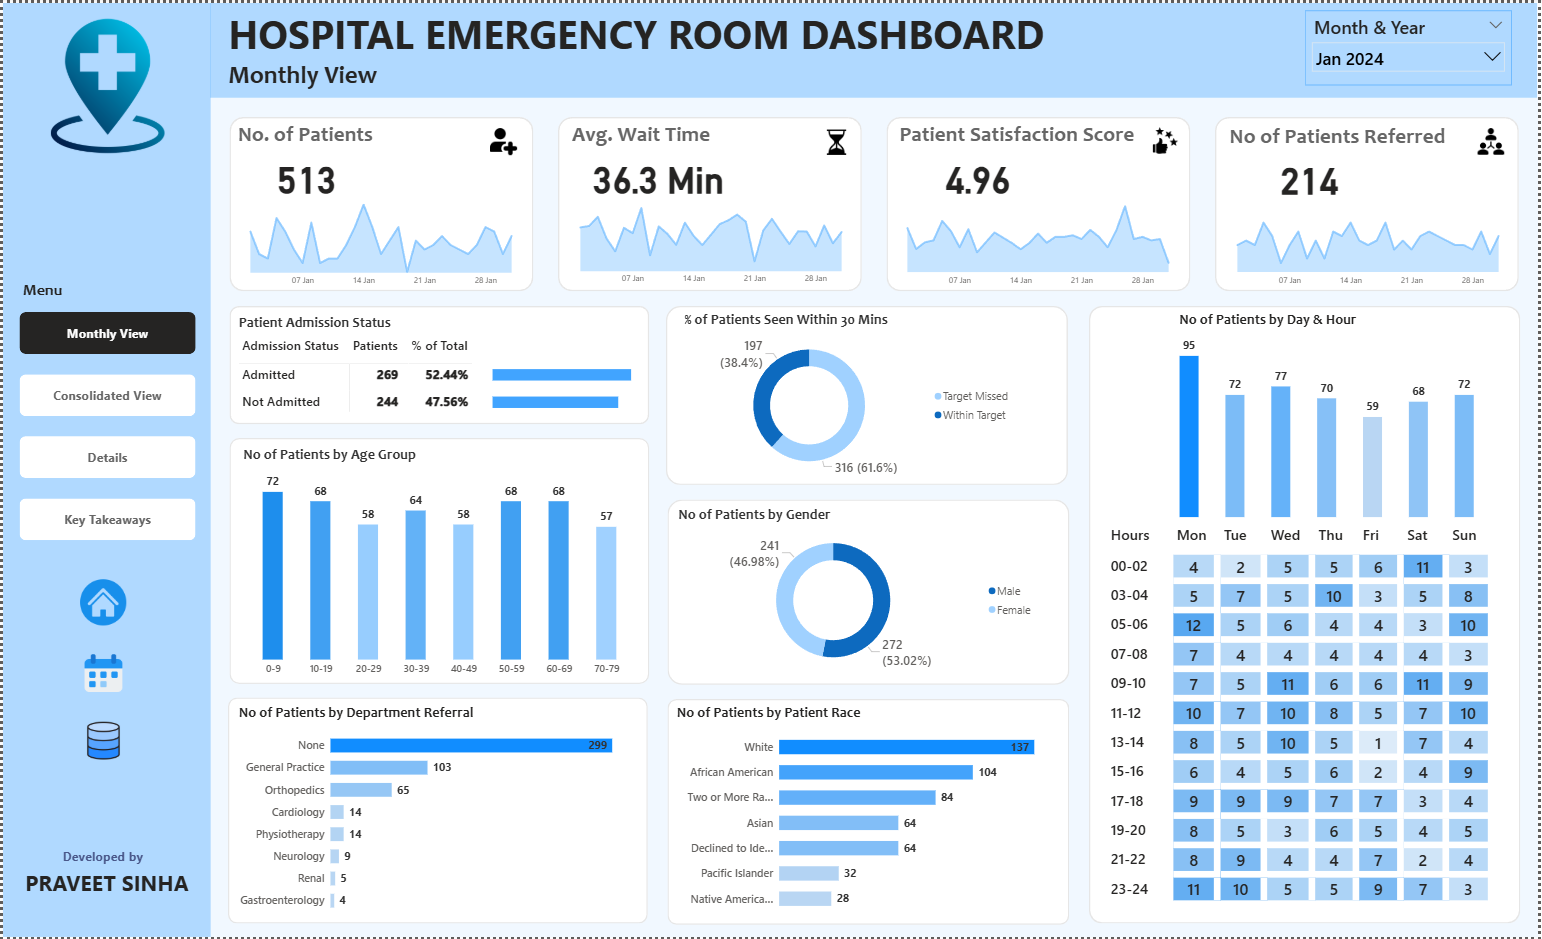 HOSPITAL EMERGENCY ROOM DASHBOARD
Monthly View
Month & Year
Jan 2024
Menu
Monthly View
Consolidated View
Details
Key Takeaways
Developed by
PRAVEET SINHA
No. of Patients
513
07 Jan 14 Jan 21 Jan 28 Jan
Avg. Wait Time
36.3 Min
07 Jan 14 Jan 21 Jan 28 Jan
Patient Satisfaction Score
4.96
07 Jan 14 Jan 21 Jan 28 Jan
No of Patients Referred
214
07 Jan 14 Jan 21 Jan 28 Jan
Patient Admission Status
Admission Status Patients % of Total
Admitted 269 52.44%
Not Admitted 244 47.56%
No of Patients by Age Group
72 68 58 64 58 68 68 57
0-9 10-19 20-29 30-39 40-49 50-59 60-69 70-79
No of Patients by Department Referral
None 299
General Practice 103
Orthopedics 65
Cardiology 14
Physiotherapy 14
Neurology 9
Renal 5
Gastroenterology 4
% of Patients Seen Within 30 Mins
197
(38.4%)
Target Missed
Within Target
316 (61.6%)
No of Patients by Gender
241
(46.98%)
Male
Female
272
(53.02%)
No of Patients by Patient Race
White 137
African American 104
Two or More Ra... 84
Asian 64
Declined to Ide... 64
Pacific Islander 32
Native America... 28
No of Patients by Day & Hour
95 72 77 70 59 68 72
Hours Mon Tue Wed Thu Fri Sat Sun
00-02 4 2 5 5 6 11 3
03-04 5 7 5 10 3 5 8
05-06 12 5 6 4 4 3 10
07-08 7 4 4 4 4 4 3
09-10 7 5 11 6 6 11 9
11-12 10 7 10 8 5 7 10
13-14 8 5 10 5 1 7 4
15-16 6 4 5 6 2 4 9
17-18 9 9 9 7 7 3 4
19-20 8 5 3 6 5 4 5
21-22 8 9 4 4 7 2 4
23-24 11 10 5 5 9 7 3